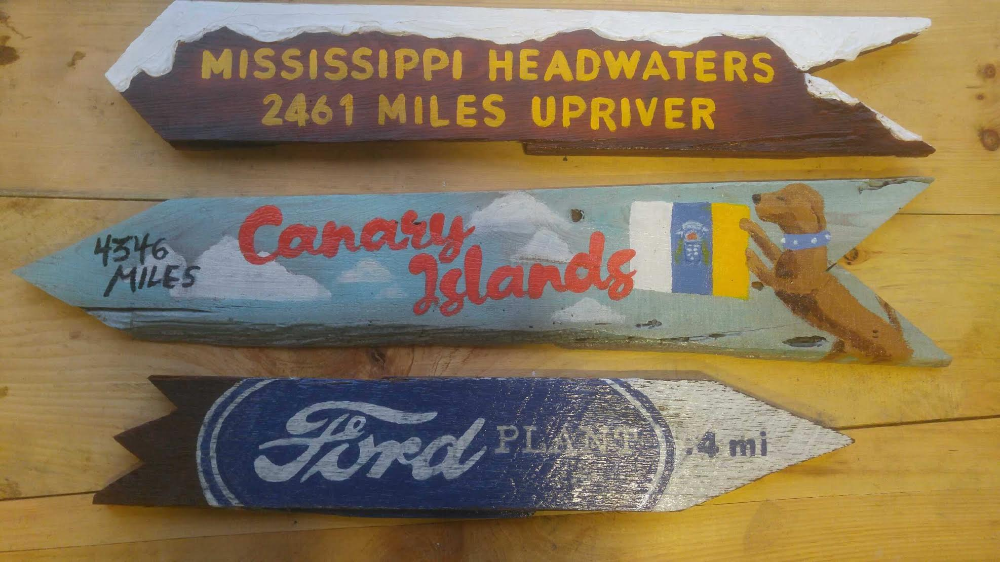 MISSISSIPPI HEADWATERS
2461 MILES UPRIVER
4346
MILES
Canary
Islands
Ford PLANT .4 mi